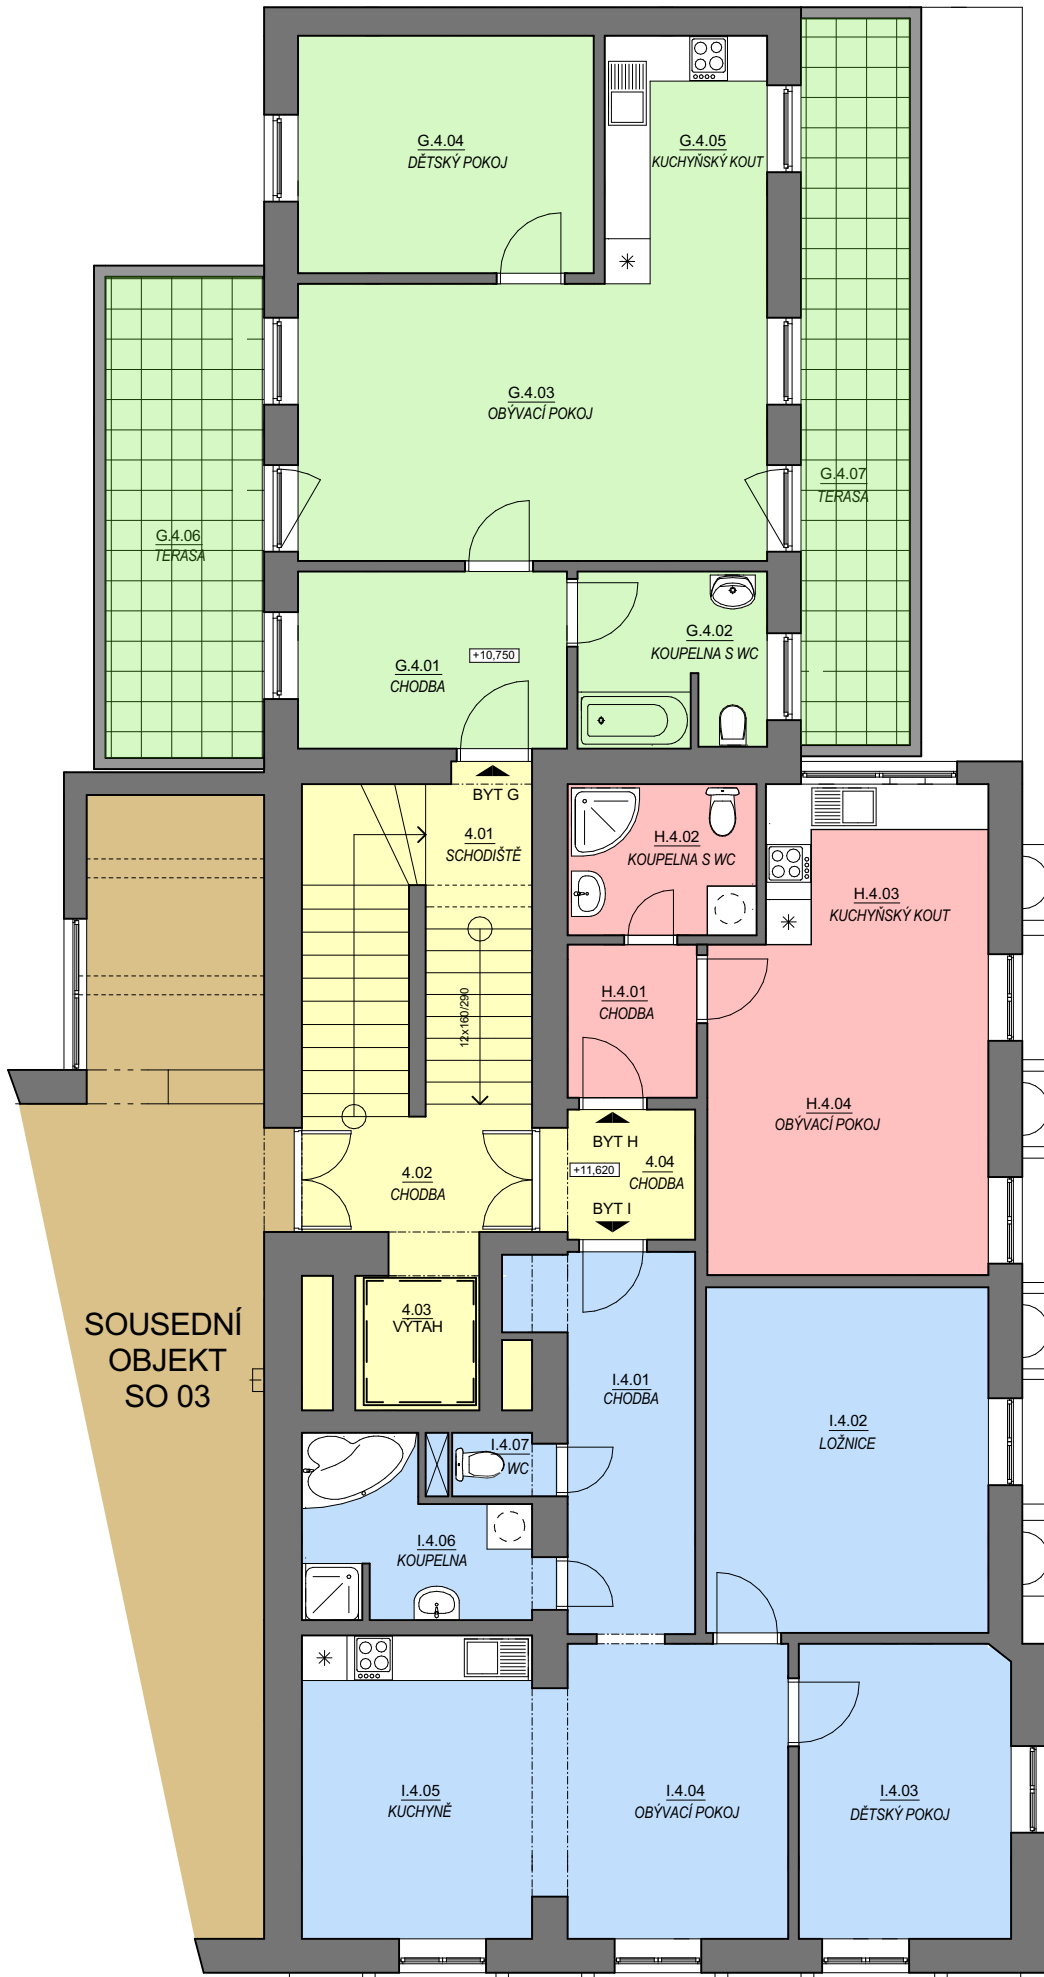 G.4.04
DĚTSKÝ POKOJ
G.4.05
KUCHYŇSKÝ KOUT
G.4.03
OBÝVACÍ POKOJ
G.4.07
TERASA
G.4.06
TERASA
G.4.02
KOUPELNA S WC
+10,750
G.4.01
CHODBA
BYT G
4.01
SCHODIŠTĚ
H.4.02
KOUPELNA S WC
H.4.03
KUCHYŇSKÝ KOUT
12x160/290
H.4.01
CHODBA
H.4.04
OBÝVACÍ POKOJ
BYT H
+11,620
4.04
CHODBA
BYT I
4.02
CHODBA
4.03
VÝTAH
SOUSEDNÍ
OBJEKT
SO 03
I.4.01
CHODBA
I.4.02
LOŽNICE
I.4.07
WC
I.4.06
KOUPELNA
I.4.05
KUCHYNĚ
I.4.04
OBÝVACÍ POKOJ
I.4.03
DĚTSKÝ POKOJ